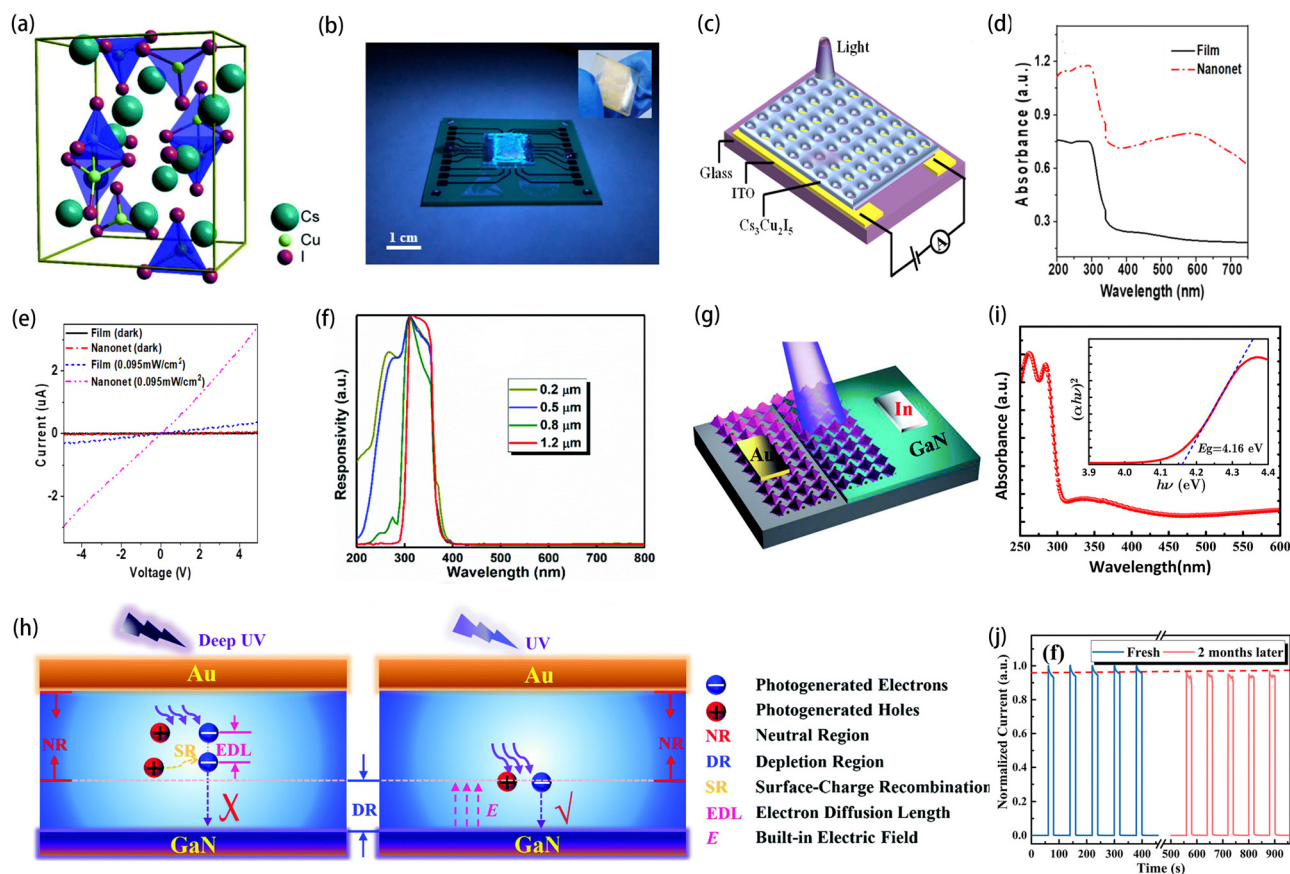 (a)
Cs
Cu
I
(b)
1 cm
(c)
Light
Glass
ITO
Cs₃Cu₂I₅
A
(d)
Film
Nanonet
1.2
0.9
0.6
0.3
Absorbance (a.u.)
200 300 400 500 600 700
Wavelength (nm)
(e)
Film (dark)
Nanonet (dark)
Film (0.095mW/cm²)
Nanonet (0.095mW/cm²)
2
0
-2
Current (uA)
-4 -2 0 2 4
Voltage (V)
(f)
0.2 μm
0.5 μm
0.8 μm
1.2 μm
Responsivity (a.u.)
200 300 400 500 600 700 800
Wavelength (nm)
(g)
Au
In
GaN
(i)
Absorbance (a.u.)
(αhν)²
Eg=4.16 eV
3.9 4.0 4.1 4.2 4.3 4.4
hν (eV)
250 300 350 400 450 500 550 600
Wavelength(nm)
(h)
Deep UV
Au
NR
SR
EDL
X
GaN
DR
UV
Au
NR
E
√
GaN
Photogenerated Electrons
Photogenerated Holes
NR Neutral Region
DR Depletion Region
SR Surface-Charge Recombination
EDL Electron Diffusion Length
E Built-in Electric Field
(j)
(f)
Fresh
2 months later
1.0
0.8
0.6
0.4
0.2
0.0
Normalized Current (a.u.)
0 100 200 300 400 500 600 700 800 900
Time (s)